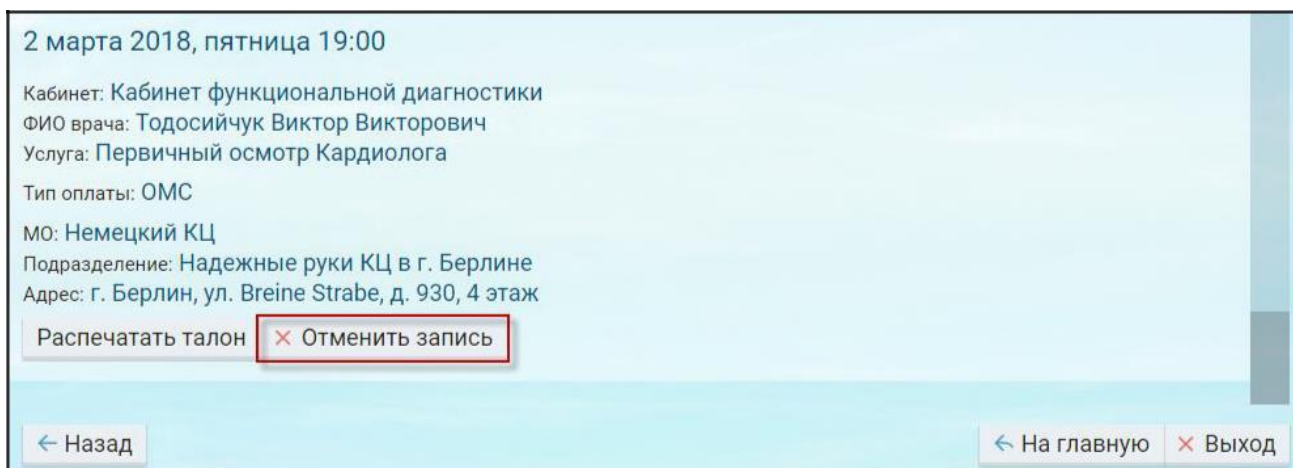 2 марта 2018, пятница 19:00
Кабинет: Кабинет функциональной диагностики
ФИО врача: Тодосийчук Виктор Викторович
Услуга: Первичный осмотр Кардиолога
Тип оплаты: ОМС
МО: Немецкий КЦ
Подразделение: Надежные руки КЦ в г. Берлине
Адрес: г. Берлин, ул. Breine Strabe, д. 930, 4 этаж
Распечатать талон × Отменить запись
← Назад На главную × Выход